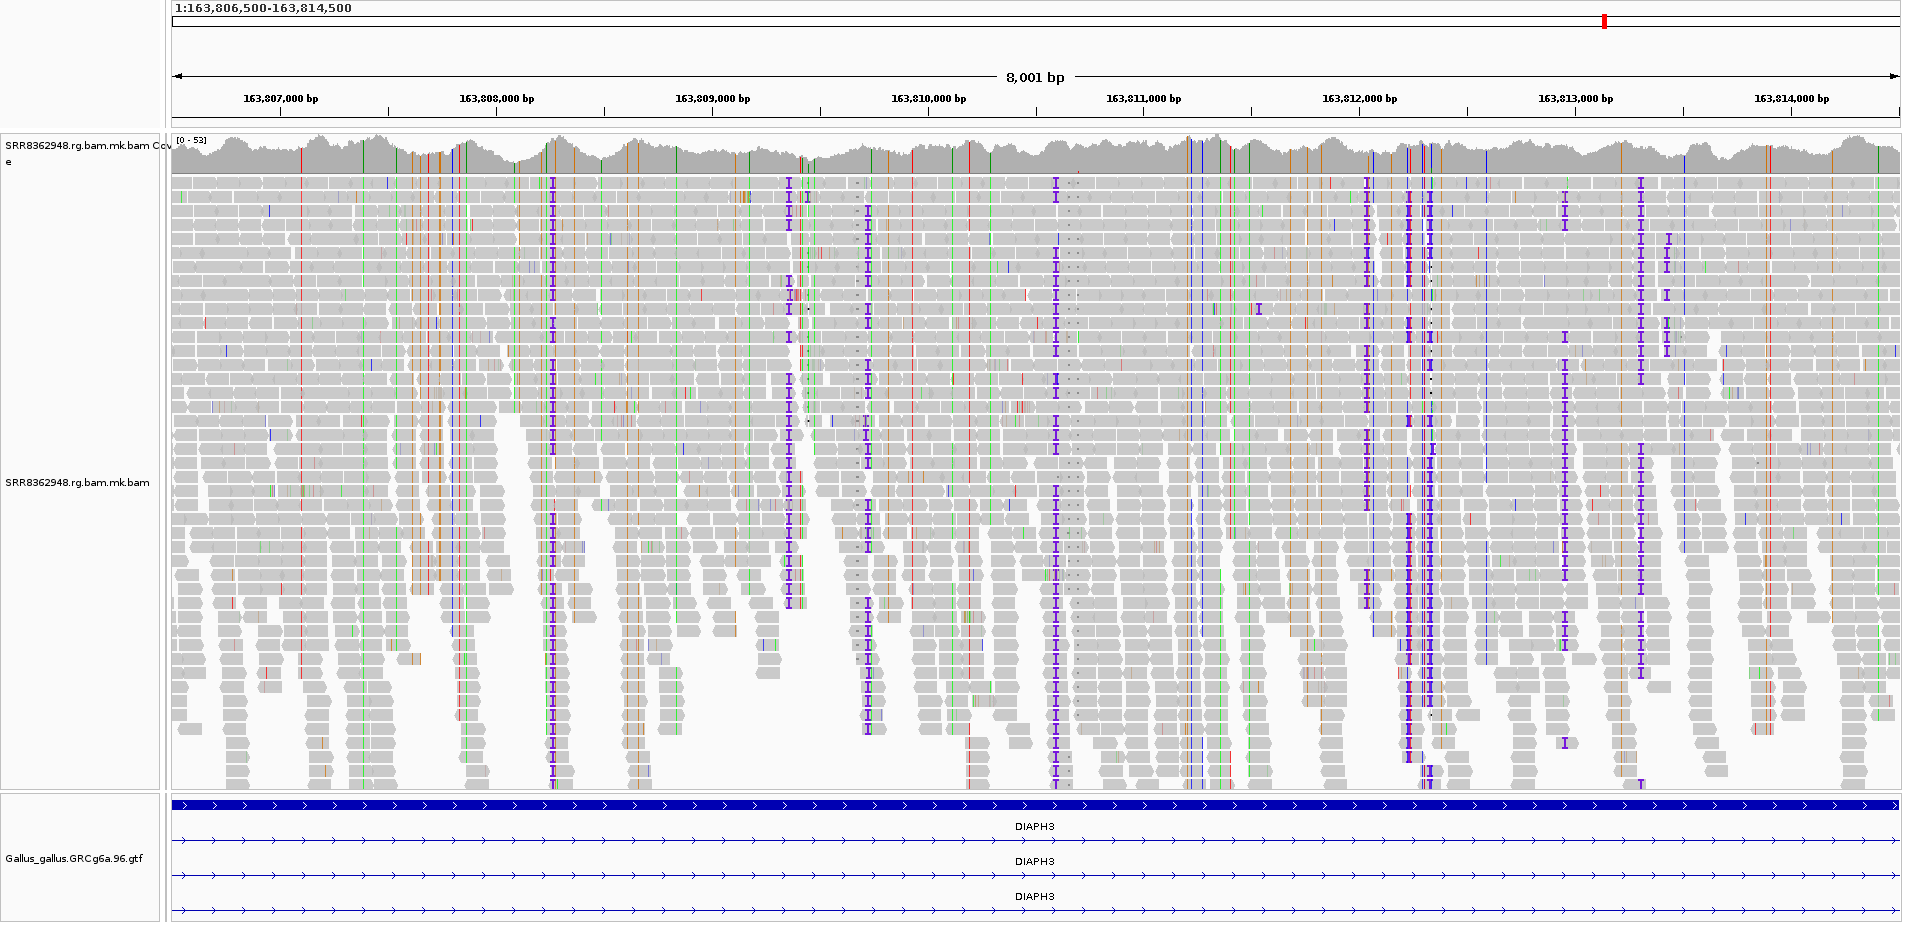 1:163,806,500-163,814,500
8,001 bp
163,807,000 bp 163,808,000 bp 163,809,000 bp 163,810,000 bp 163,811,000 bp 163,812,000 bp 163,813,000 bp 163,814,000 bp
SRR8362948.rg.bam.mk.bam Cov
e
[0 - 53]
SRR8362948.rg.bam.mk.bam
DIAPH3
Gallus_gallus.GRCg6a.96.gtf
DIAPH3
DIAPH3